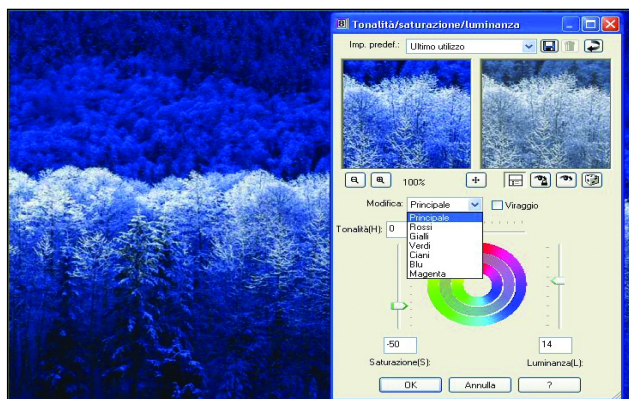 Tonalità/saturazione/luminanza
Imp. predef.: Ultimo utilizzo
100%
Modifica: Principale Viraggio
Principale
Rossi
Gialli
Verdi
Ciani
Blu
Magenta
Tonalità(H): 0
-50 14
Saturazione(S): Luminanza(L):
OK Annulla ?